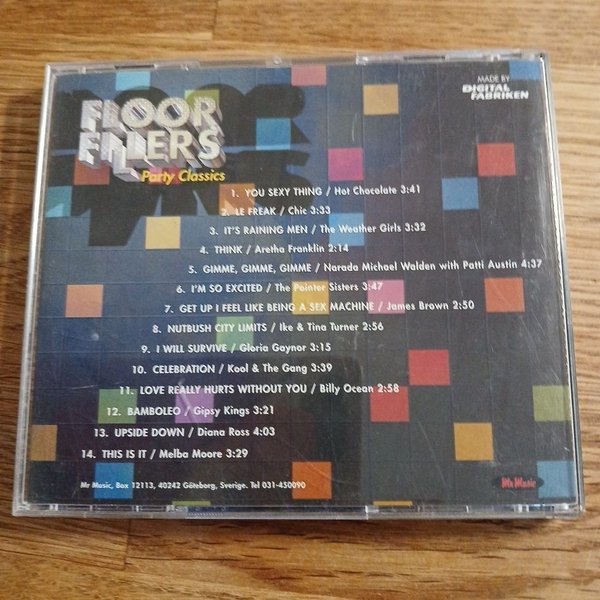 FLOOR
FILLERS
Party Classics
MADE BY
DIGITAL
FABRIKEN
1. YOU SEXY THING / Hot Chocolate 3:41
2. LE FREAK / Chic 3:33
3. IT'S RAINING MEN / The Weather Girls 3:32
4. THINK / Aretha Franklin 2:14
5. GIMME, GIMME, GIMME / Narada Michael Walden with Patti Austin 4:37
6. I'M SO EXCITED / The Pointer Sisters 3:47
7. GET UP I FEEL LIKE BEING A SEX MACHINE / James Brown 2:50
8. NUTBUSH CITY LIMITS / Ike & Tina Turner 2:56
9. I WILL SURVIVE / Gloria Gaynor 3:15
10. CELEBRATION / Kool & The Gang 3:39
11. LOVE REALLY HURTS WITHOUT YOU / Billy Ocean 2:58
12. BAMBOLEO / Gipsy Kings 3:21
13. UPSIDE DOWN / Diana Ross 4:03
14. THIS IS IT / Melba Moore 3:29
Mr Music, Box 12113, 40242 Göteborg, Sverige. Tel 031-450090
Mr Music